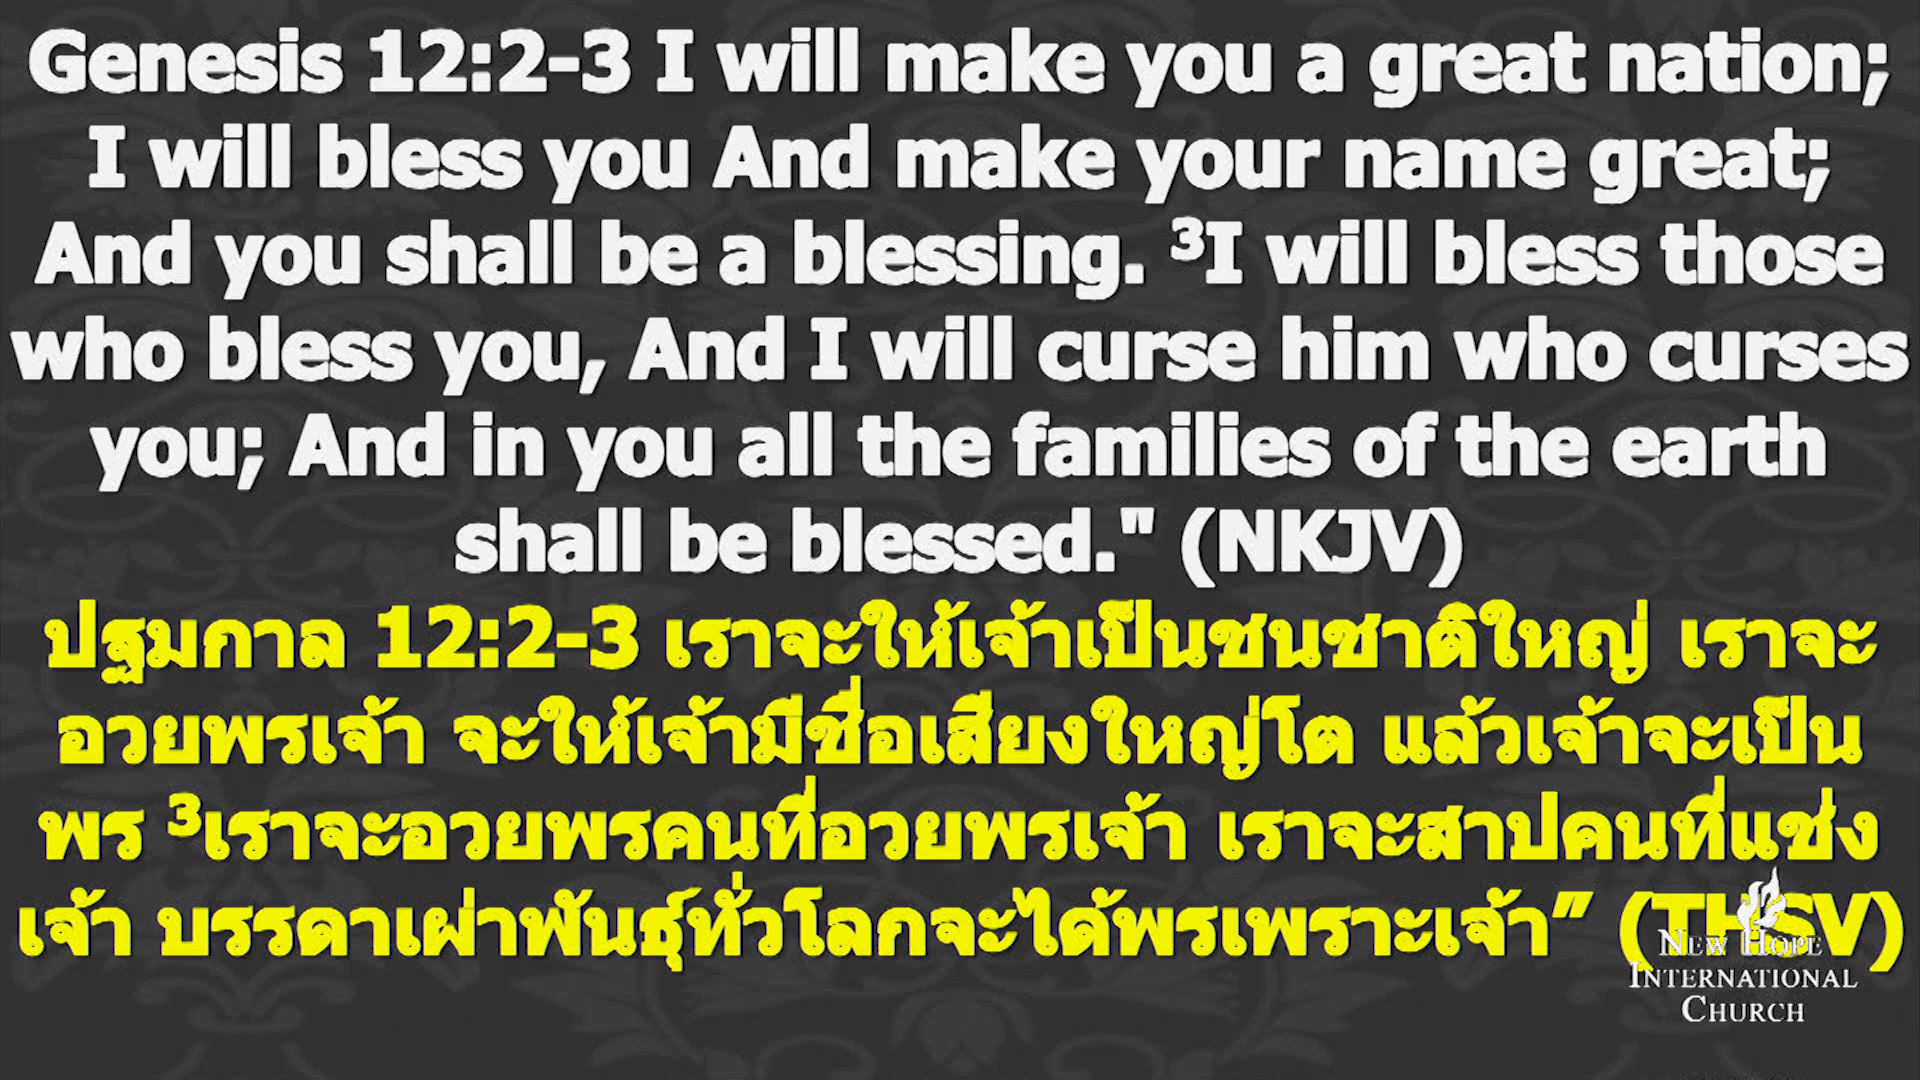 Genesis 12:2-3 I will make you a great nation;
I will bless you And make your name great;
And you shall be a blessing. ³I will bless those
who bless you, And I will curse him who curses
you; And in you all the families of the earth
shall be blessed." (NKJV)
ปฐมกาล 12:2-3 เราจะให้เจ้าเป็นชนชาติใหญ่ เราจะ
อวยพรเจ้า จะให้เจ้ามีชื่อเสียงใหญ่โต แล้วเจ้าจะเป็น
พร ³เราจะอวยพรคนที่อวยพรเจ้า เราจะสาปคนที่แช่ง
เจ้า บรรดาเผ่าพันธุ์ทั่วโลกจะได้พรเพราะเจ้า” (THSV)
NEW HOPE
INTERNATIONAL
CHURCH